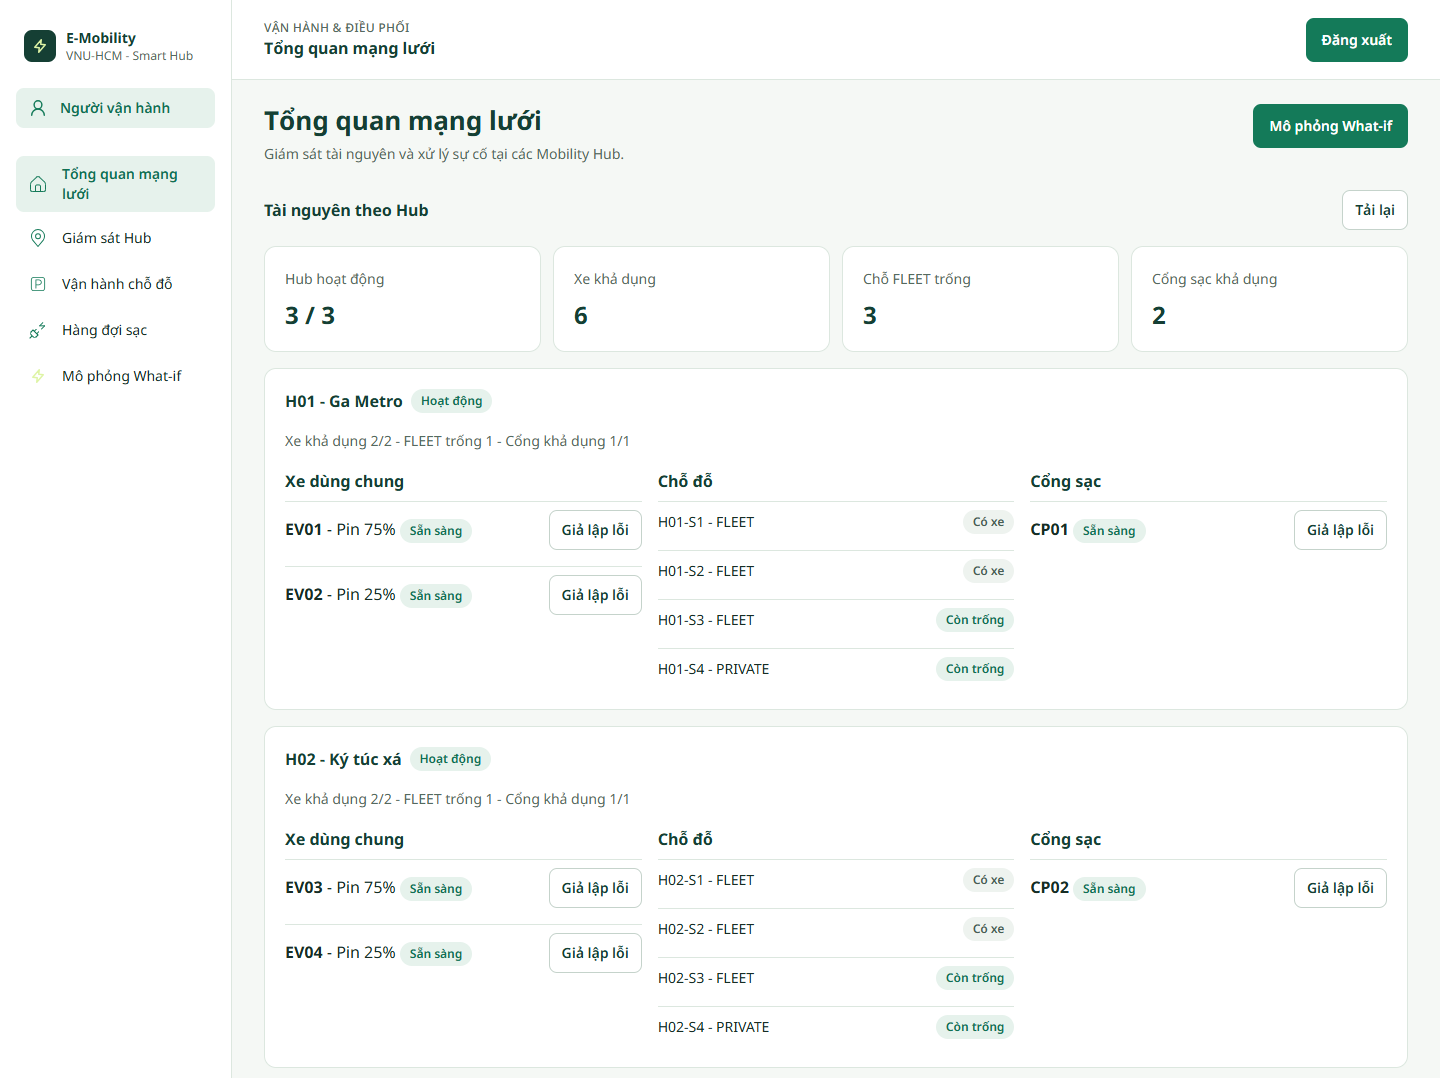 E-Mobility
VNU-HCM - Smart Hub
Người vận hành
Tổng quan mạng
lưới
Giám sát Hub
Vận hành chỗ đỗ
Hàng đợi sạc
Mô phỏng What-if
VẬN HÀNH & ĐIỀU PHỐI
Tổng quan mạng lưới
Đăng xuất
Tổng quan mạng lưới
Giám sát tài nguyên và xử lý sự cố tại các Mobility Hub.
Mô phỏng What-if
Tài nguyên theo Hub
Tải lại
Hub hoạt động
3 / 3
Xe khả dụng
6
Chỗ FLEET trống
3
Cổng sạc khả dụng
2
H01 - Ga Metro Hoạt động
Xe khả dụng 2/2 - FLEET trống 1 - Cổng khả dụng 1/1
Xe dùng chung
EV01 - Pin 75% Sẵn sàng Giả lập lỗi
EV02 - Pin 25% Sẵn sàng Giả lập lỗi
Chỗ đỗ
H01-S1 - FLEET Có xe
H01-S2 - FLEET Có xe
H01-S3 - FLEET Còn trống
H01-S4 - PRIVATE Còn trống
Cổng sạc
CP01 Sẵn sàng Giả lập lỗi
H02 - Ký túc xá Hoạt động
Xe khả dụng 2/2 - FLEET trống 1 - Cổng khả dụng 1/1
Xe dùng chung
EV03 - Pin 75% Sẵn sàng Giả lập lỗi
EV04 - Pin 25% Sẵn sàng Giả lập lỗi
Chỗ đỗ
H02-S1 - FLEET Có xe
H02-S2 - FLEET Có xe
H02-S3 - FLEET Còn trống
H02-S4 - PRIVATE Còn trống
Cổng sạc
CP02 Sẵn sàng Giả lập lỗi